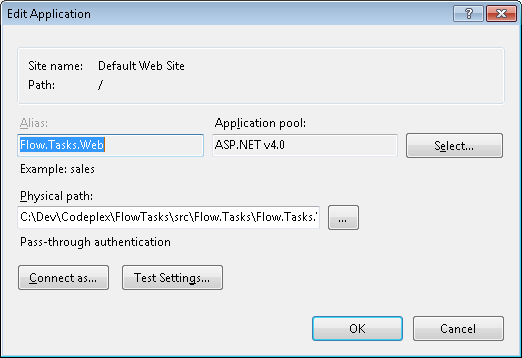 Edit Application
Site name: Default Web Site
Path: /
Alias: Application pool:
Flow.Tasks.Web ASP.NET v4.0 Select...
Example: sales
Physical path:
C:\Dev\Codeplex\FlowTasks\src\Flow.Tasks\Flow.Tasks. ...
Pass-through authentication
Connect as... Test Settings...
OK Cancel